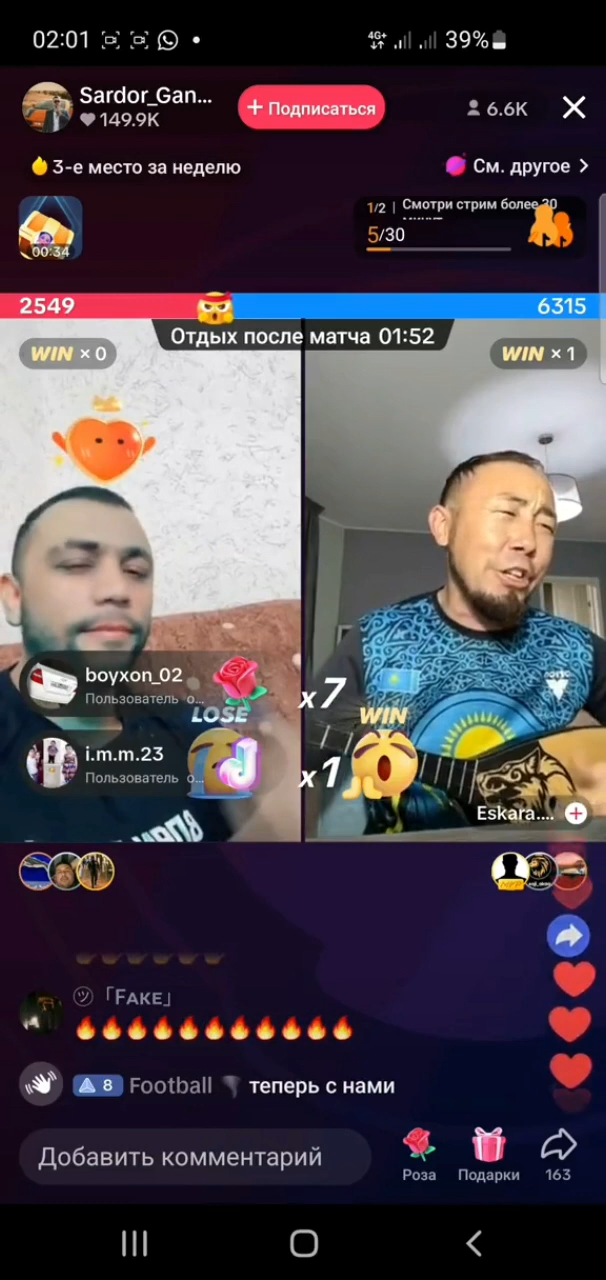 02:01
4G+
39%
Sardor_Gan...
149.9K
+ Подписаться
6.6K
3-е место за неделю
См. другое >
00:34
1/2 | Смотри стрим более 30
5/30
2549
6315
Отдых после матча 01:52
WIN × 0
WIN × 1
boyxon_02
Пользователь о...
x7
LOSE
WIN
i.m.m.23
Пользователь о...
x1
Eskara....
「FAKE」
8 Football теперь с нами
Добавить комментарий
Роза
Подарки
163